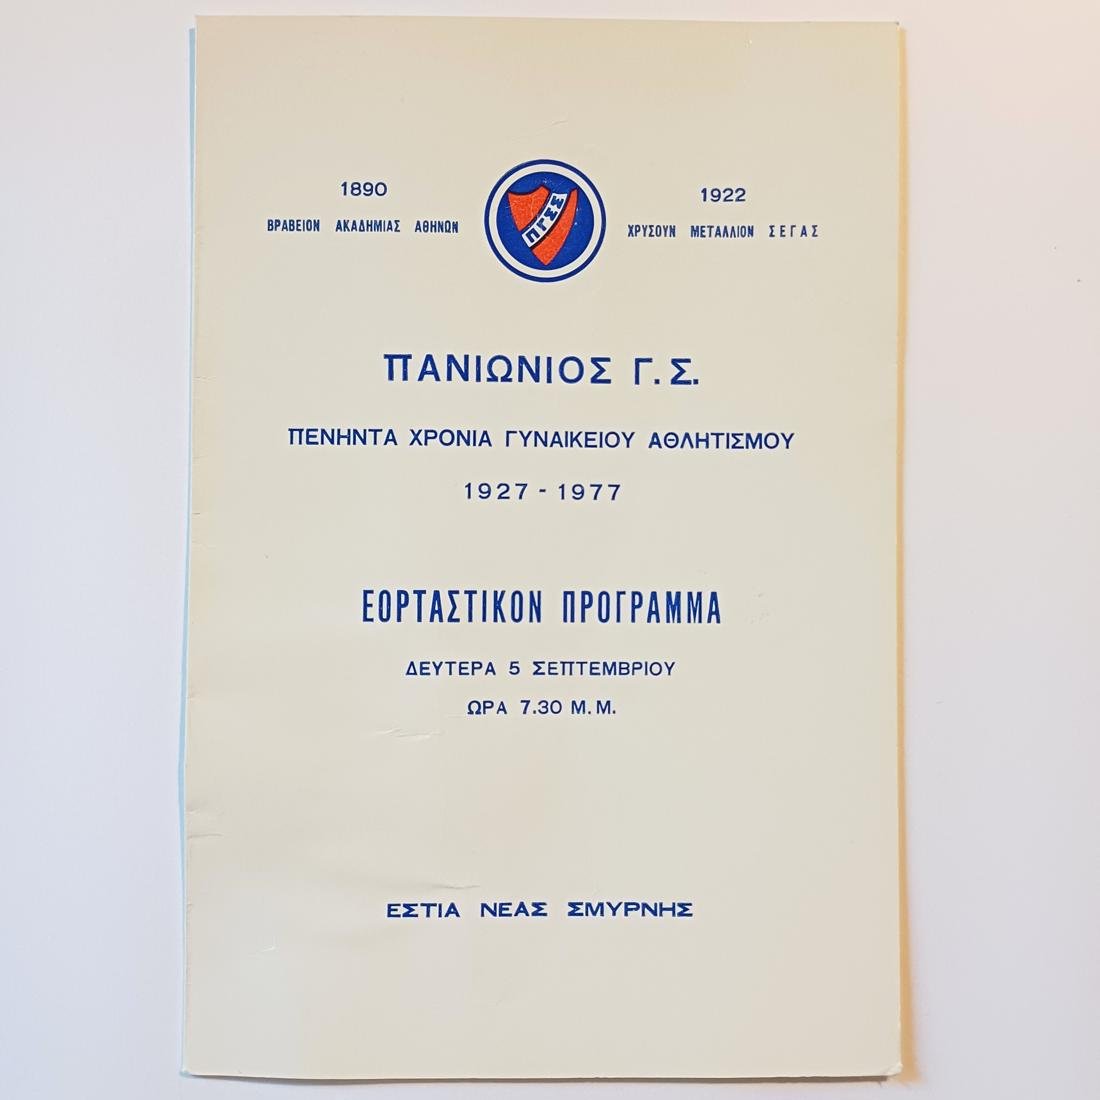 1890
ΒΡΑΒΕΙΟΝ ΑΚΑΔΗΜΙΑΣ ΑΘΗΝΩΝ
ΠΓΣΣ
1922
ΧΡΥΣΟΥΝ ΜΕΤΑΛΛΙΟΝ ΣΕΓΑΣ
ΠΑΝΙΩΝΙΟΣ Γ.Σ.
ΠΕΝΗΝΤΑ ΧΡΟΝΙΑ ΓΥΝΑΙΚΕΙΟΥ ΑΘΛΗΤΙΣΜΟΥ
1927 - 1977
ΕΟΡΤΑΣΤΙΚΟΝ ΠΡΟΓΡΑΜΜΑ
ΔΕΥΤΕΡΑ 5 ΣΕΠΤΕΜΒΡΙΟΥ
ΩΡΑ 7.30 Μ.Μ.
ΕΣΤΙΑ ΝΕΑΣ ΣΜΥΡΝΗΣ